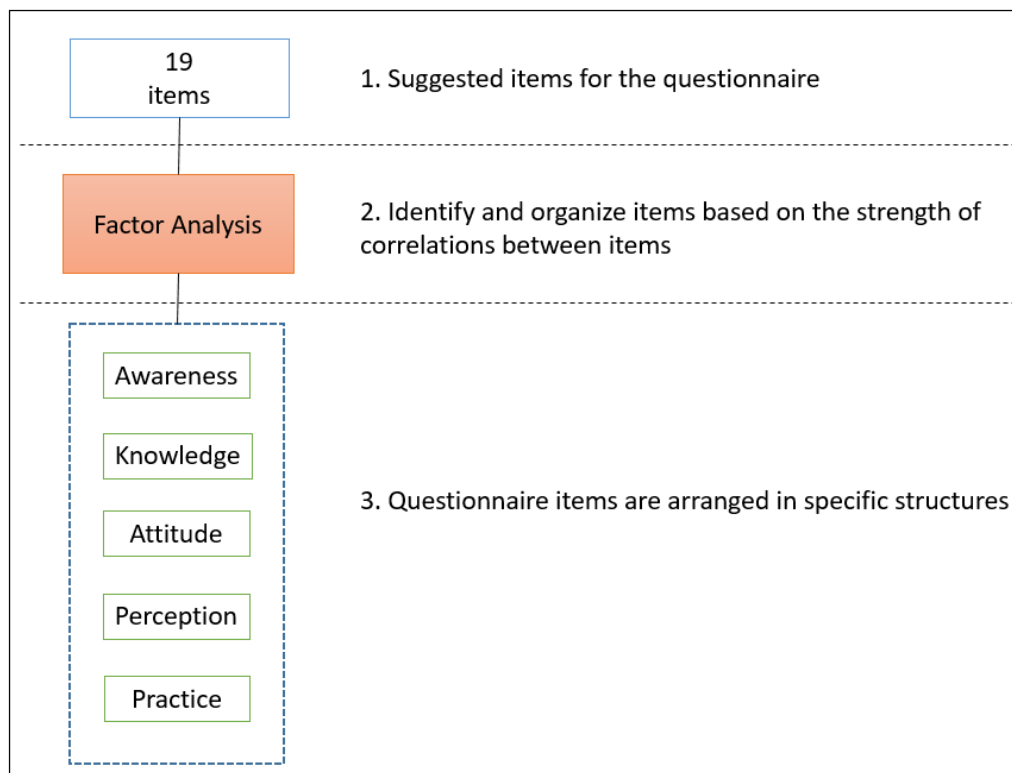 19
items
1. Suggested items for the questionnaire
Factor Analysis
2. Identify and organize items based on the strength of
correlations between items
Awareness
Knowledge
Attitude
Perception
Practice
3. Questionnaire items are arranged in specific structures